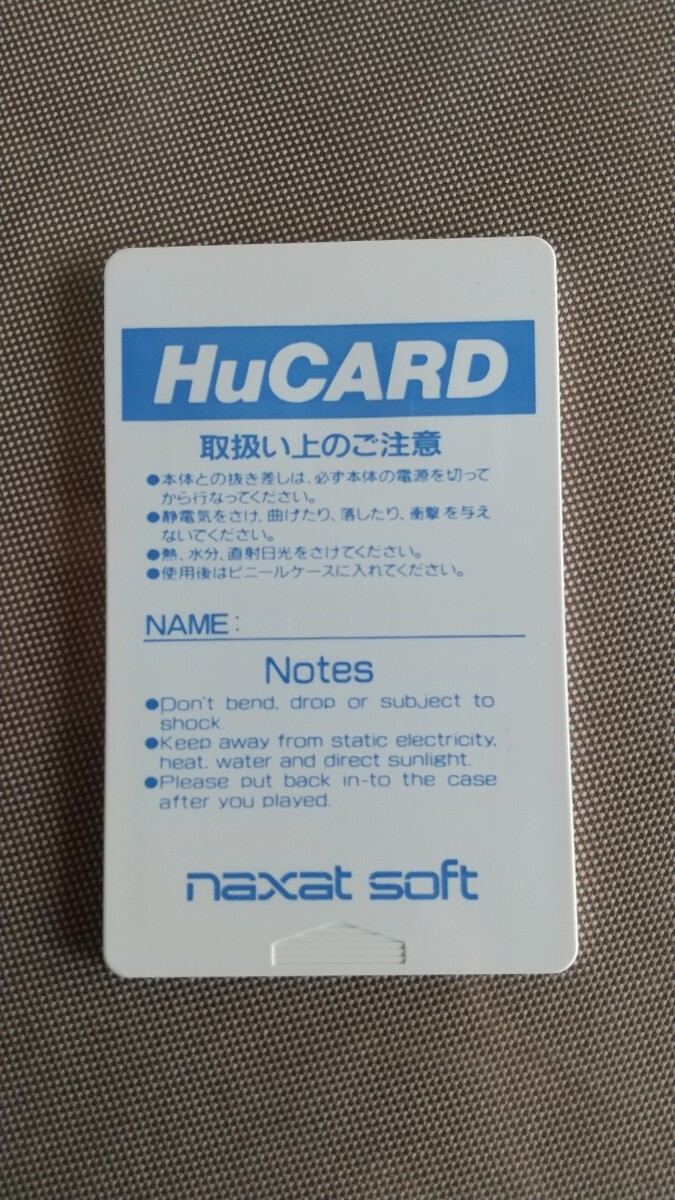 HuCARD
取扱い上のご注意
●本体との抜き差しは、必ず本体の電源を切って
から行なってください。
●静電気をさけ、曲げたり、落したり、衝撃を与え
ないでください。
●熱、水分、直射日光をさけてください。
●使用後はビニールケースに入れてください。
NAME:
Notes
●Don't bend, drop or subject to
shock.
●Keep away from static electricity,
heat, water and direct sunlight.
●Please put back in-to the case
after you played.
naxat soft